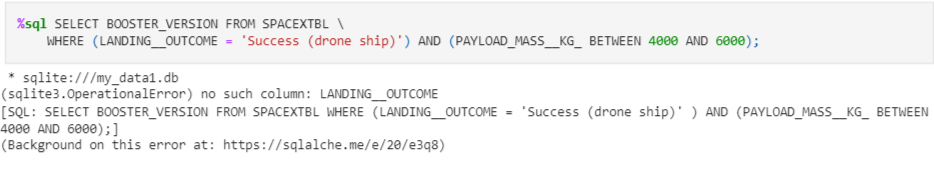 %sql SELECT BOOSTER_VERSION FROM SPACEXTBL \
WHERE (LANDING__OUTCOME = 'Success (drone ship)') AND (PAYLOAD_MASS__KG_ BETWEEN 4000 AND 6000);
* sqlite:///my_data1.db
(sqlite3.OperationalError) no such column: LANDING__OUTCOME
[SQL: SELECT BOOSTER_VERSION FROM SPACEXTBL WHERE (LANDING__OUTCOME = 'Success (drone ship)' ) AND (PAYLOAD_MASS__KG_ BETWEEN
4000 AND 6000);]
(Background on this error at: https://sqlalche.me/e/20/e3q8)